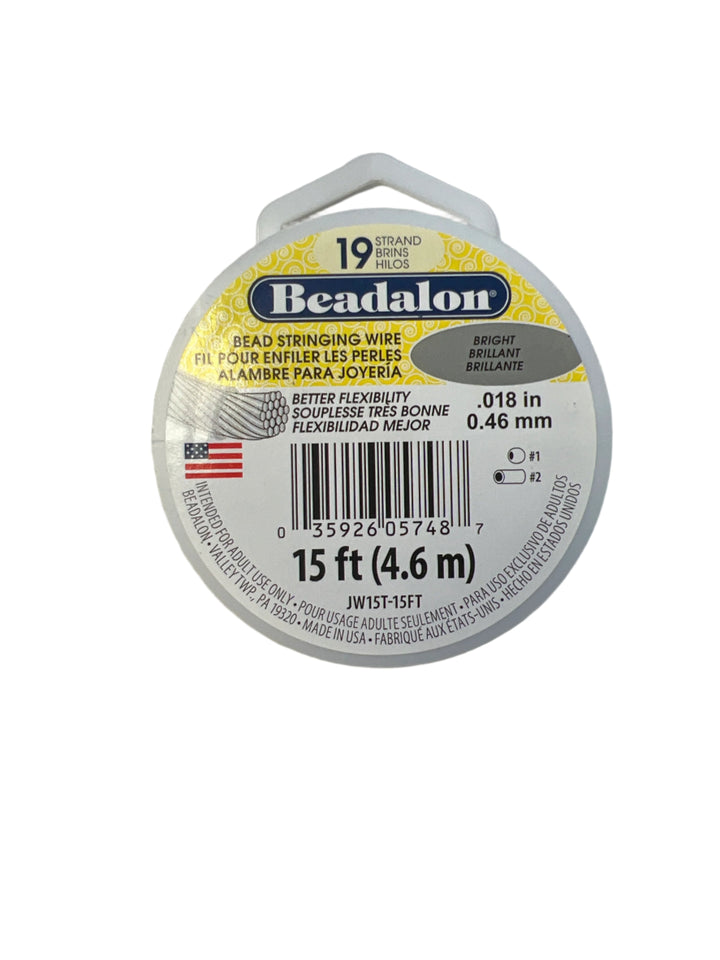 19 STRAND
BRINS
HILOS
Beadalon®
BEAD STRINGING WIRE
FIL POUR ENFILER LES PERLES
ALAMBRE PARA JOYERÍA
BRIGHT
BRILLANT
BRILLANTE
BETTER FLEXIBILITY
SOUPLESSE TRÈS BONNE
FLEXIBILIDAD MEJOR
.018 in
0.46 mm
#1
#2
0 35926 05748 7
15 ft (4.6 m)
JW15T-15FT
INTENDED FOR ADULT USE ONLY • POUR USAGE ADULTE SEULEMENT • PARA USO EXCLUSIVO DE ADULTOS
BEADALON • VALLEY TWP., PA 19320 • MADE IN USA • FABRIQUÉ AUX ÉTATS-UNIS • HECHO EN ESTADOS UNIDOS